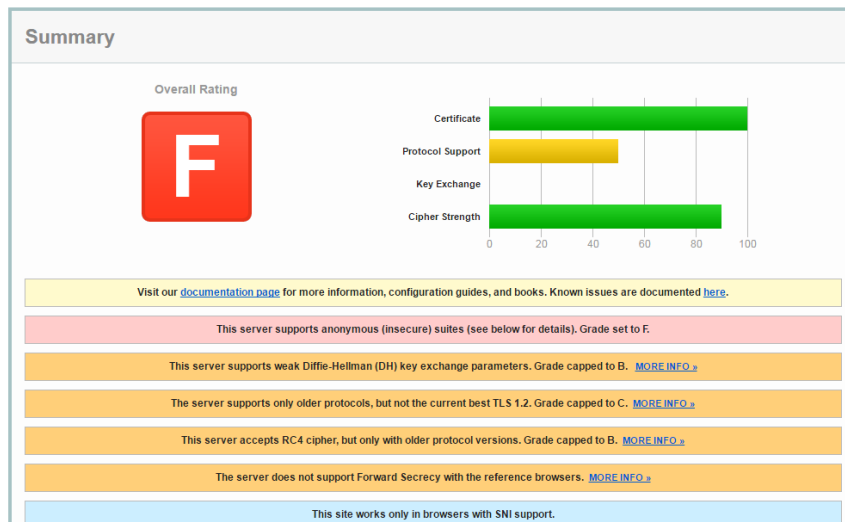 Summary
Overall Rating
F
Certificate
Protocol Support
Key Exchange
Cipher Strength
0 20 40 60 80 100
Visit our documentation page for more information, configuration guides, and books. Known issues are documented here.
This server supports anonymous (insecure) suites (see below for details). Grade set to F.
This server supports weak Diffie-Hellman (DH) key exchange parameters. Grade capped to B. MORE INFO »
The server supports only older protocols, but not the current best TLS 1.2. Grade capped to C. MORE INFO »
This server accepts RC4 cipher, but only with older protocol versions. Grade capped to B. MORE INFO »
The server does not support Forward Secrecy with the reference browsers. MORE INFO »
This site works only in browsers with SNI support.